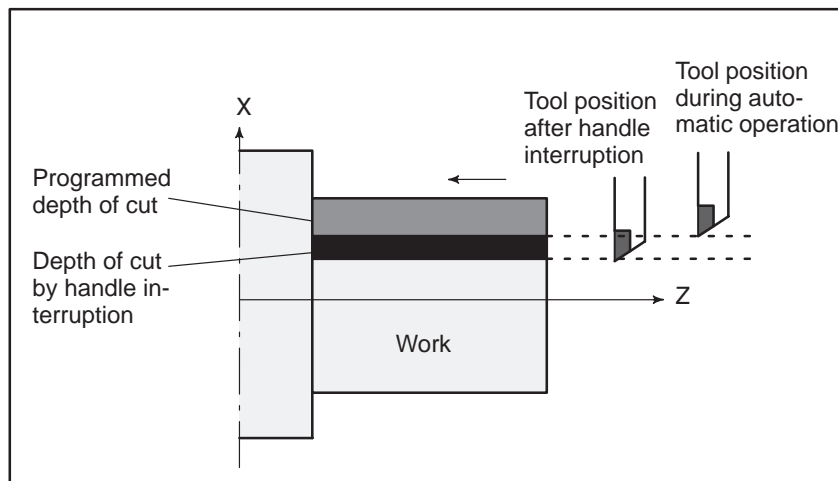 Tool position
during auto-
matic operation
Tool position
after handle
interruption
X
Programmed
depth of cut
Depth of cut
by handle in-
terruption
Z
Work